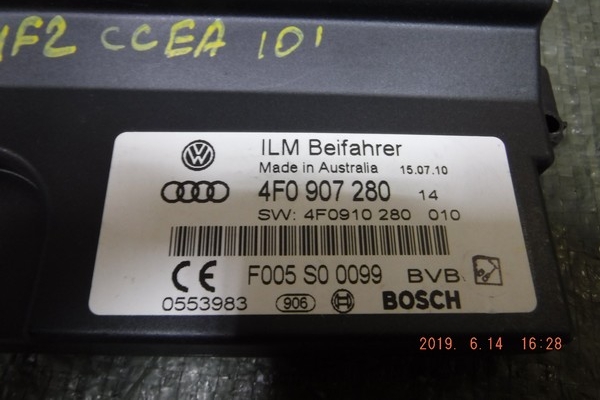 4F2 CCEA 10'
ILM Beifahrer
Made in Australia 15.07.10
4F0 907 280 14
SW: 4F0910 280 010
CE F005 S0 0099 BVB
0553983 906 BOSCH
2019. 6.14 16:28